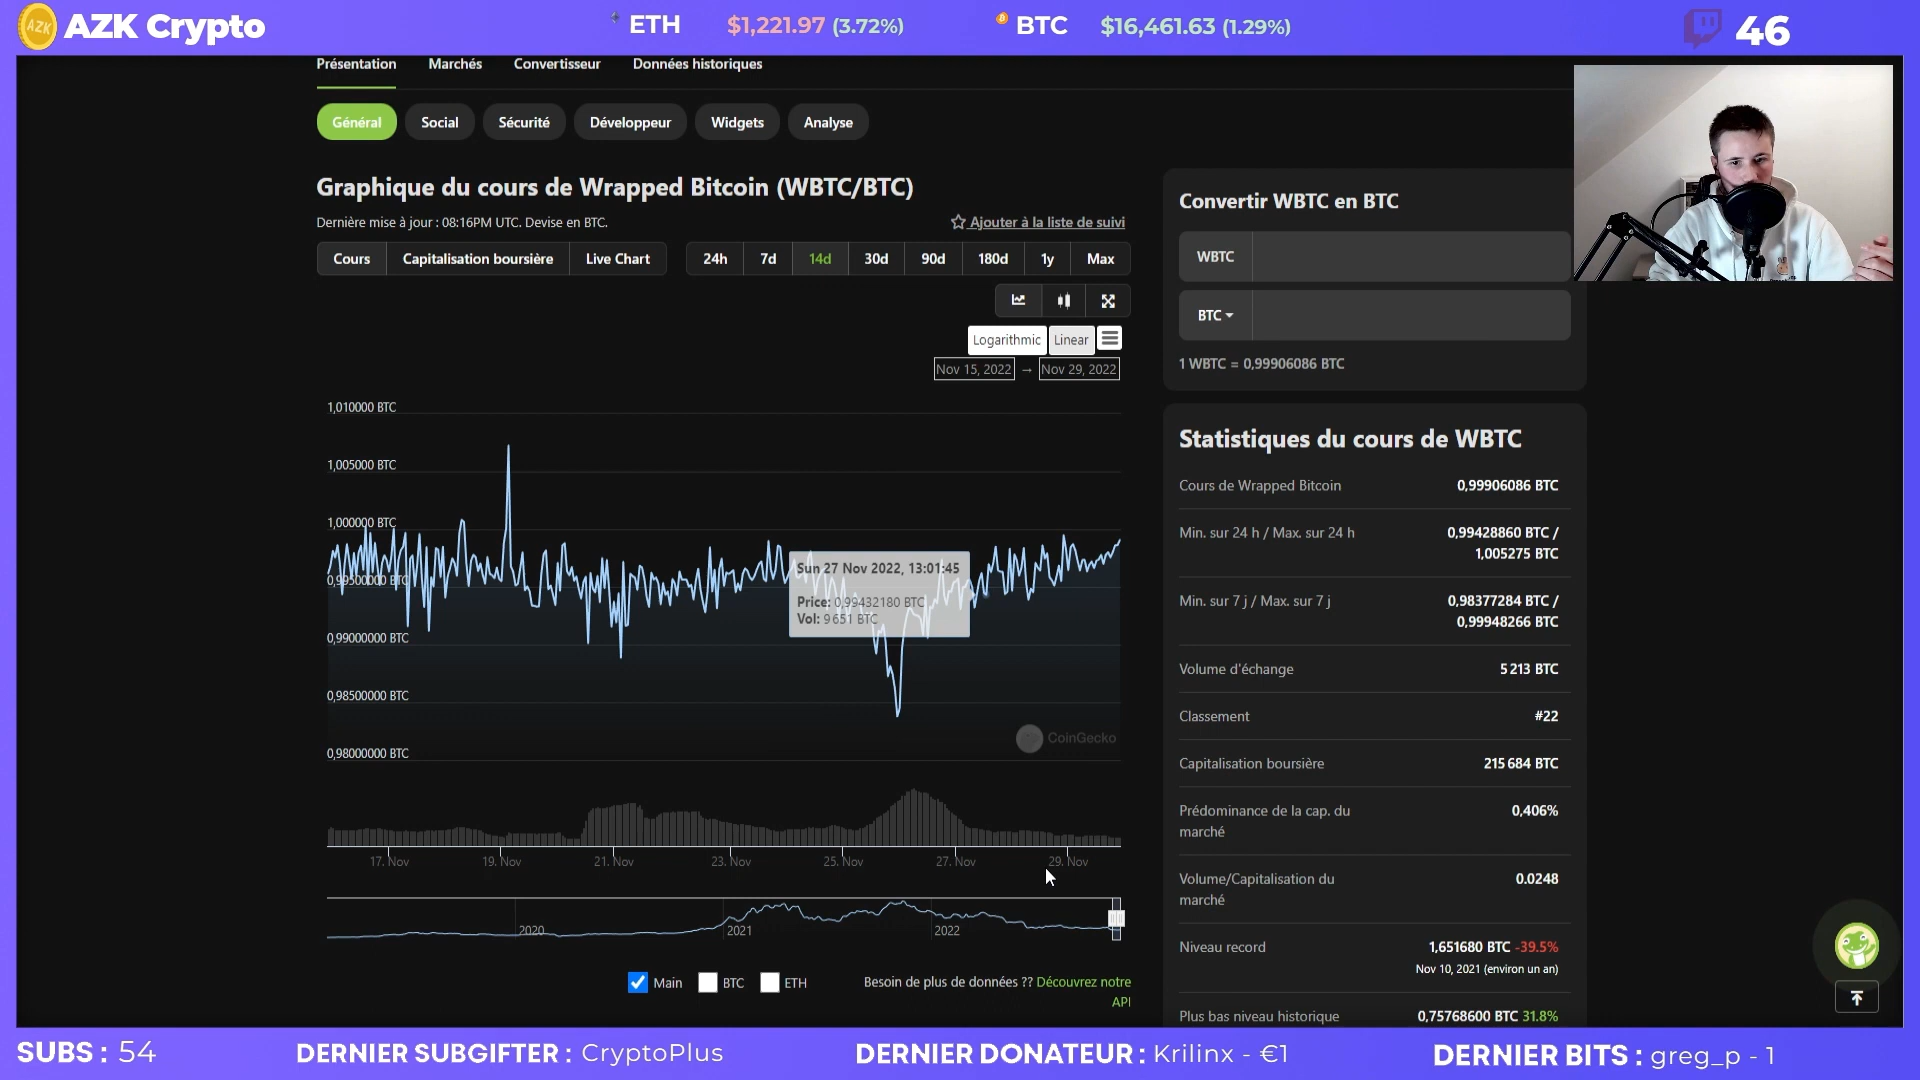 AZK
AZK Crypto
ETH $1,221.97 (3.72%)
BTC $16,461.63 (1.29%)
46
Présentation Marchés Convertisseur Données historiques
Général Social Sécurité Développeur Widgets Analyse
Graphique du cours de Wrapped Bitcoin (WBTC/BTC)
Dernière mise à jour : 08:16PM UTC. Devise en BTC.
Ajouter à la liste de suivi
Cours Capitalisation boursière Live Chart
24h 7d 14d 30d 90d 180d 1y Max
Logarithmic Linear
Nov 15, 2022 → Nov 29, 2022
1,010000 BTC
1,005000 BTC
1,000000 BTC
0,99500000 BTC
0,99000000 BTC
0,98500000 BTC
0,98000000 BTC
Sun 27 Nov 2022, 13:01:45
Price: 0,99432180 BTC
Vol: 9 651 BTC
CoinGecko
17. Nov 19. Nov 21. Nov 23. Nov 25. Nov 27. Nov 29. Nov
2020 2021 2022
Main BTC ETH
Besoin de plus de données ?? Découvrez notre
API
Convertir WBTC en BTC
WBTC
BTC
1 WBTC = 0,99906086 BTC
Statistiques du cours de WBTC
Cours de Wrapped Bitcoin 0,99906086 BTC
Min. sur 24 h / Max. sur 24 h 0,99428860 BTC /
1,005275 BTC
Min. sur 7 j / Max. sur 7 j 0,98377284 BTC /
0,99948266 BTC
Volume d'échange 5 213 BTC
Classement #22
Capitalisation boursière 215 684 BTC
Prédominance de la cap. du 0,406%
marché
Volume/Capitalisation du 0.0248
marché
Niveau record 1,651680 BTC -39.5%
Nov 10, 2021 (environ un an)
Plus bas niveau historique 0,75768600 BTC 31.8%
SUBS : 54
DERNIER SUBGIFTER : CryptoPlus
DERNIER DONATEUR : Krilinx - €1
DERNIER BITS : greg_p - 1